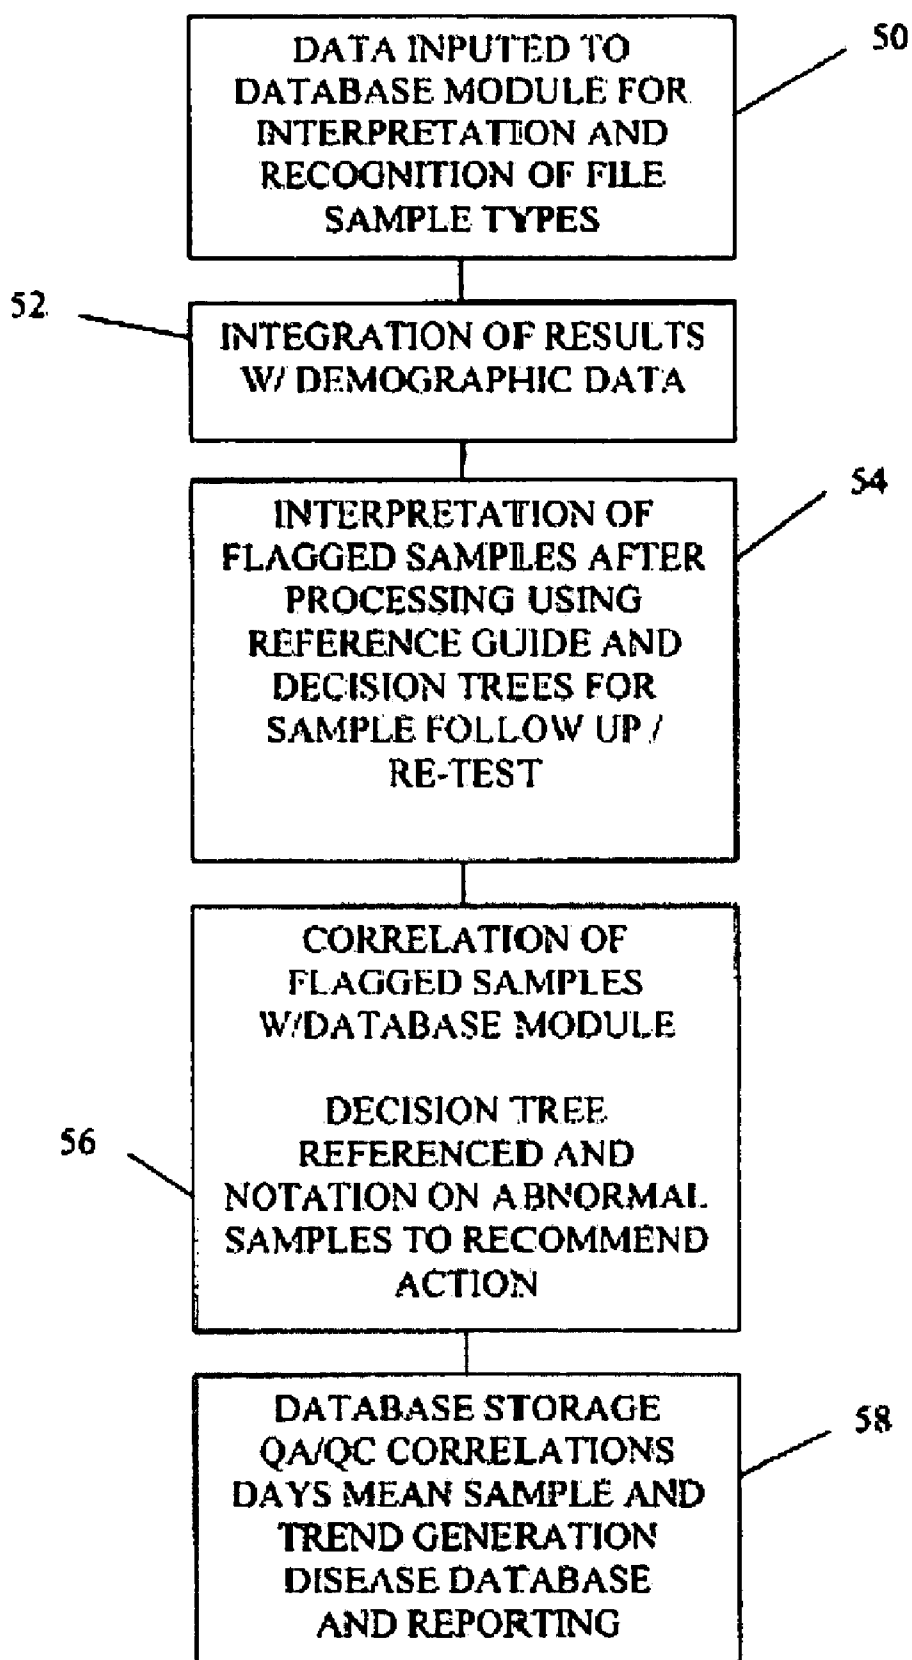 DATA INPUTED TO
DATABASE MODULE FOR
INTERPRETATION AND
RECOGNITION OF FILE
SAMPLE TYPES
50
52
INTEGRATION OF RESULTS
W/ DEMOGRAPHIC DATA
54
INTERPRETATION OF
FLAGGED SAMPLES AFTER
PROCESSING USING
REFERENCE GUIDE AND
DECISION TREES FOR
SAMPLE FOLLOW UP /
RE-TEST
CORRELATION OF
FLAGGED SAMPLES
W/DATABASE MODULE
DECISION TREE
REFERENCED AND
NOTATION ON ABNORMAL
SAMPLES TO RECOMMEND
ACTION
56
DATABASE STORAGE
QA/QC CORRELATIONS
DAYS MEAN SAMPLE AND
TREND GENERATION
DISEASE DATABASE
AND REPORTING
58